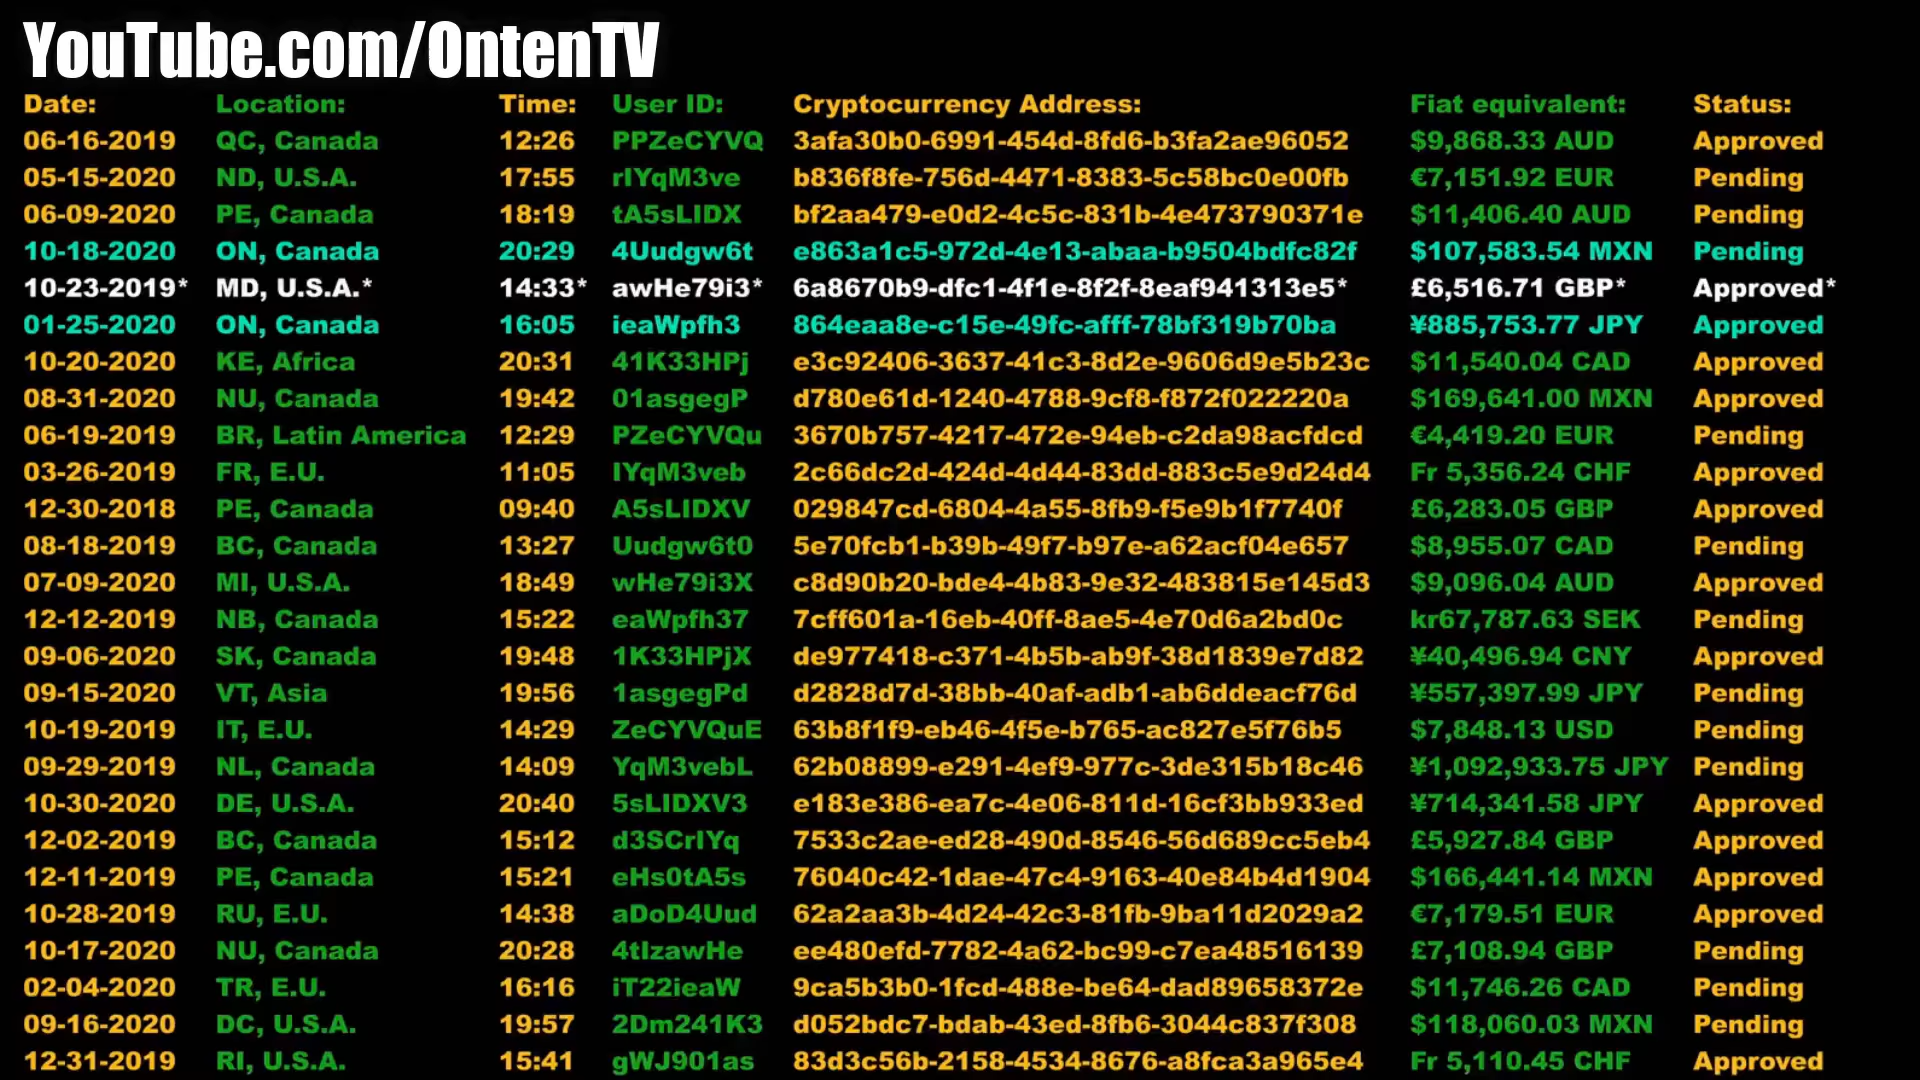 YouTube.com/OntenTV
Date: Location: Time: User ID: Cryptocurrency Address: Fiat equivalent: Status:
06-16-2019 QC, Canada 12:26 PPZeCYVQ 3afa30b0-6991-454d-8fd6-b3fa2ae96052 $9,868.33 AUD Approved
05-15-2020 ND, U.S.A. 17:55 rIYqM3ve b836f8fe-756d-4471-8383-5c58bc0e00fb €7,151.92 EUR Pending
06-09-2020 PE, Canada 18:19 tA5sLIDX bf2aa479-e0d2-4c5c-831b-4e473790371e $11,406.40 AUD Pending
10-18-2020 ON, Canada 20:29 4Uudgw6t e863a1c5-972d-4e13-abaa-b9504bdfc82f $107,583.54 MXN Pending
10-23-2019* MD, U.S.A.* 14:33* awHe79i3* 6a8670b9-dfc1-4f1e-8f2f-8eaf941313e5* £6,516.71 GBP* Approved*
01-25-2020 ON, Canada 16:05 ieaWpfh3 864eaa8e-c15e-49fc-afff-78bf319b70ba ¥885,753.77 JPY Approved
10-20-2020 KE, Africa 20:31 41K33HPj e3c92406-3637-41c3-8d2e-9606d9e5b23c $11,540.04 CAD Approved
08-31-2020 NU, Canada 19:42 01asgegP d780e61d-1240-4788-9cf8-f872f022220a $169,641.00 MXN Approved
06-19-2019 BR, Latin America 12:29 PZeCYVQu 3670b757-4217-472e-94eb-c2da98acfdcd €4,419.20 EUR Pending
03-26-2019 FR, E.U. 11:05 IYqM3veb 2c66dc2d-424d-4d44-83dd-883c5e9d24d4 Fr 5,356.24 CHF Approved
12-30-2018 PE, Canada 09:40 A5sLIDXV 029847cd-6804-4a55-8fb9-f5e9b1f7740f £6,283.05 GBP Approved
08-18-2019 BC, Canada 13:27 Uudgw6t0 5e70fcb1-b39b-49f7-b97e-a62acf04e657 $8,955.07 CAD Pending
07-09-2020 MI, U.S.A. 18:49 wHe79i3X c8d90b20-bde4-4b83-9e32-483815e145d3 $9,096.04 AUD Approved
12-12-2019 NB, Canada 15:22 eaWpfh37 7cff601a-16eb-40ff-8ae5-4e70d6a2bd0c kr67,787.63 SEK Pending
09-06-2020 SK, Canada 19:48 1K33HPjX de977418-c371-4b5b-ab9f-38d1839e7d82 ¥40,496.94 CNY Approved
09-15-2020 VT, Asia 19:56 1asgegPd d2828d7d-38bb-40af-adb1-ab6ddeacf76d ¥557,397.99 JPY Pending
10-19-2019 IT, E.U. 14:29 ZeCYVQuE 63b8f1f9-eb46-4f5e-b765-ac827e5f76b5 $7,848.13 USD Pending
09-29-2019 NL, Canada 14:09 YqM3vebL 62b08899-e291-4ef9-977c-3de315b18c46 ¥1,092,933.75 JPY Pending
10-30-2020 DE, U.S.A. 20:40 5sLIDXV3 e183e386-ea7c-4e06-811d-16cf3bb933ed ¥714,341.58 JPY Approved
12-02-2019 BC, Canada 15:12 d3SCrIYq 7533c2ae-ed28-490d-8546-56d689cc5eb4 £5,927.84 GBP Approved
12-11-2019 PE, Canada 15:21 eHs0tA5s 76040c42-1dae-47c4-9163-40e84b4d1904 $166,441.14 MXN Approved
10-28-2019 RU, E.U. 14:38 aDoD4Uud 62a2aa3b-4d24-42c3-81fb-9ba11d2029a2 €7,179.51 EUR Approved
10-17-2020 NU, Canada 20:28 4tIzawHe ee480efd-7782-4a62-bc99-c7ea48516139 £7,108.94 GBP Pending
02-04-2020 TR, E.U. 16:16 iT22ieaW 9ca5b3b0-1fcd-488e-be64-dad89658372e $11,746.26 CAD Pending
09-16-2020 DC, U.S.A. 19:57 2Dm241K3 d052bdc7-bdab-43ed-8fb6-3044c837f308 $118,060.03 MXN Pending
12-31-2019 RI, U.S.A. 15:41 gWJ901as 83d3c56b-2158-4534-8676-a8fca3a965e4 Fr 5,110.45 CHF Approved